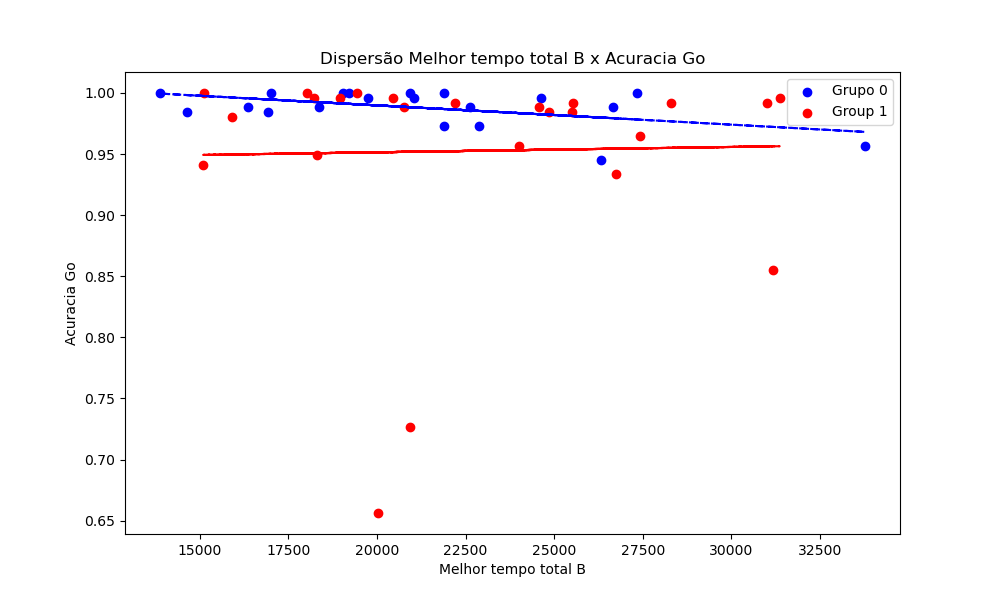 Dispersão Melhor tempo total B x Acuracia Go
Grupo 0
Group 1
1.00
0.95
0.90
0.85
0.80
0.75
0.70
0.65
Acuracia Go
15000 17500 20000 22500 25000 27500 30000 32500
Melhor tempo total B